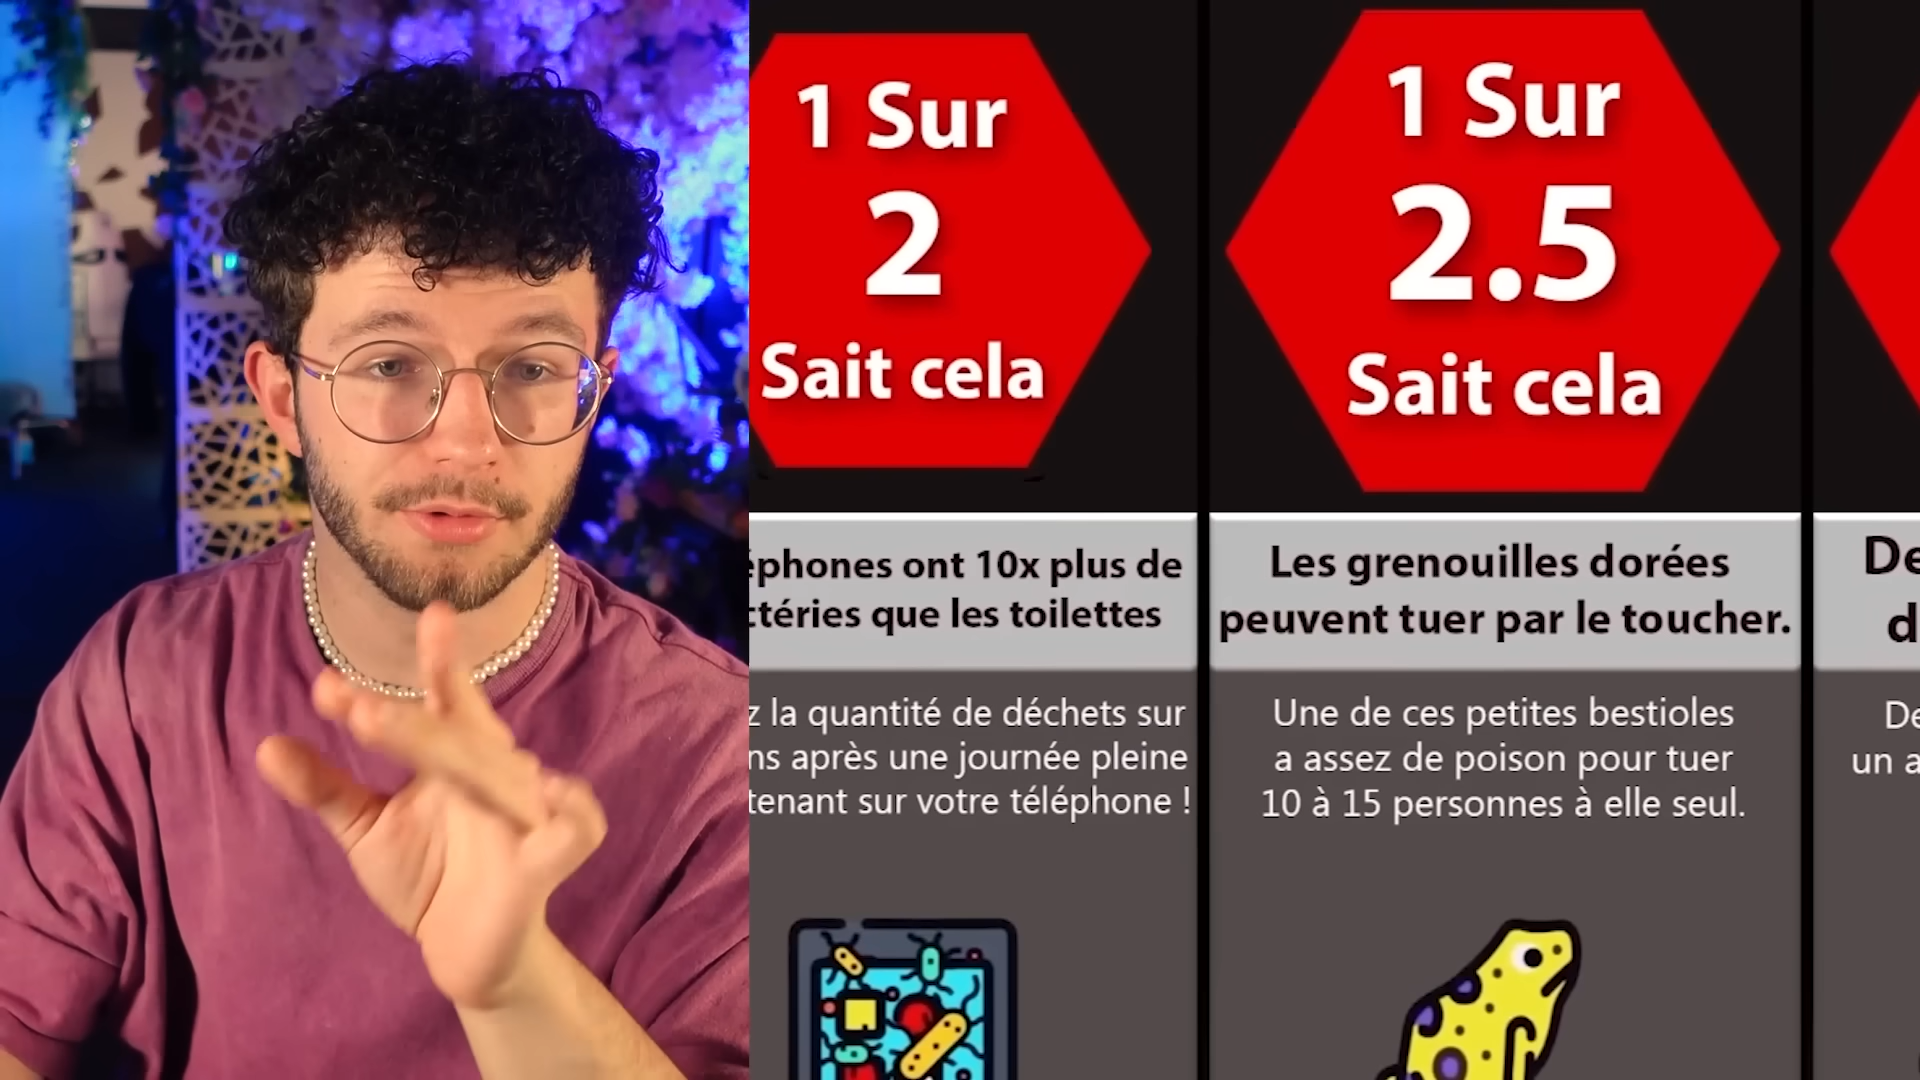 1 Sur
2
Sait cela
éphones ont 10x plus de
ctéries que les toilettes
z la quantité de déchets sur
ns après une journée pleine
tenant sur votre téléphone !
1 Sur
2.5
Sait cela
Les grenouilles dorées
peuvent tuer par le toucher.
Une de ces petites bestioles
a assez de poison pour tuer
10 à 15 personnes à elle seul.
De
d
De
un a